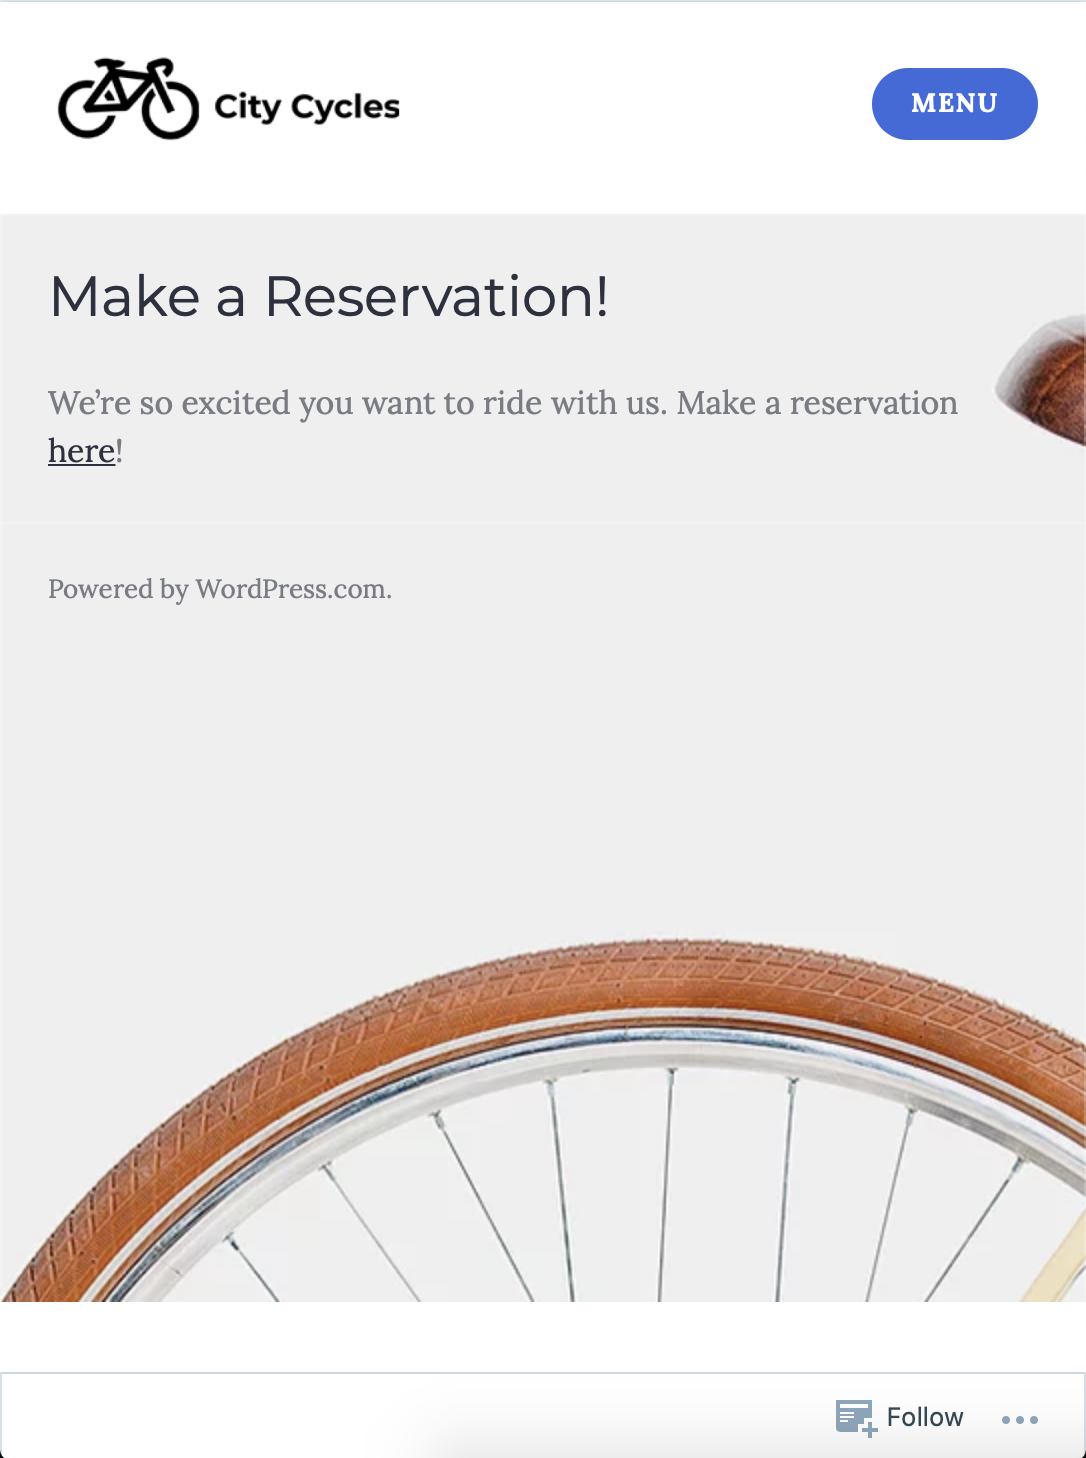 City Cycles
MENU
Make a Reservation!
We’re so excited you want to ride with us. Make a reservation
here!
Powered by WordPress.com.
Follow